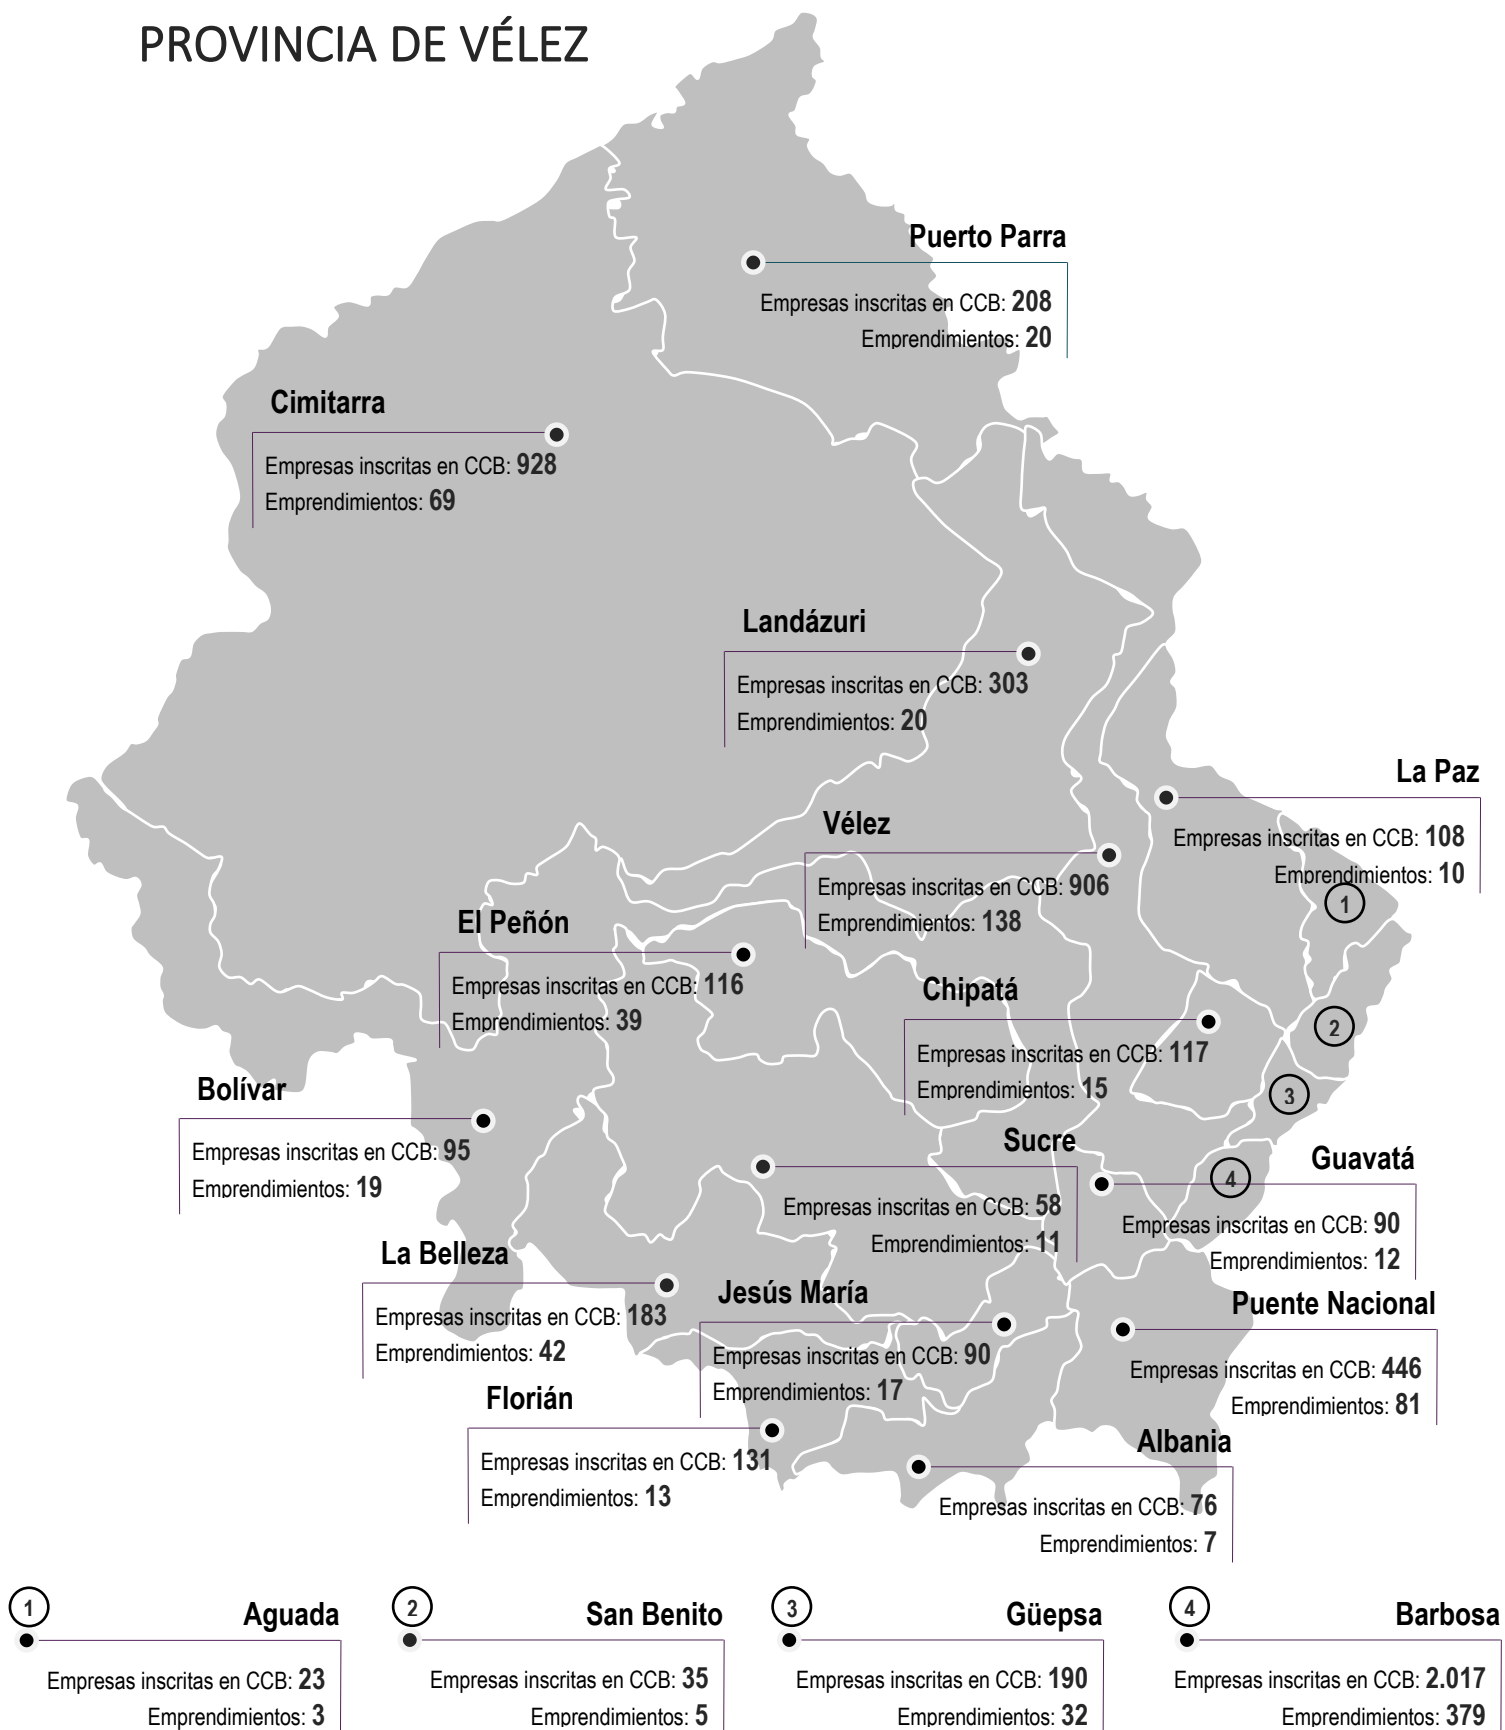 PROVINCIA DE VÉLEZ
Puerto Parra
Empresas inscritas en CCB: 208
Emprendimientos: 20
Cimitarra
Empresas inscritas en CCB: 928
Emprendimientos: 69
Landázuri
Empresas inscritas en CCB: 303
Emprendimientos: 20
La Paz
Empresas inscritas en CCB: 108
Emprendimientos: 10
1
Vélez
Empresas inscritas en CCB: 906
Emprendimientos: 138
El Peñón
Empresas inscritas en CCB: 116
Emprendimientos: 39
Chipatá
Empresas inscritas en CCB: 117
Emprendimientos: 15
2
3
Bolívar
Empresas inscritas en CCB: 95
Emprendimientos: 19
Sucre
Empresas inscritas en CCB: 58
Emprendimientos: 11
4
Guavatá
Empresas inscritas en CCB: 90
Emprendimientos: 12
La Belleza
Empresas inscritas en CCB: 183
Emprendimientos: 42
Jesús María
Empresas inscritas en CCB: 90
Emprendimientos: 17
Puente Nacional
Empresas inscritas en CCB: 446
Emprendimientos: 81
Florián
Empresas inscritas en CCB: 131
Emprendimientos: 13
Albania
Empresas inscritas en CCB: 76
Emprendimientos: 7
1
Aguada
Empresas inscritas en CCB: 23
Emprendimientos: 3
2
San Benito
Empresas inscritas en CCB: 35
Emprendimientos: 5
3
Güepsa
Empresas inscritas en CCB: 190
Emprendimientos: 32
4
Barbosa
Empresas inscritas en CCB: 2.017
Emprendimientos: 379